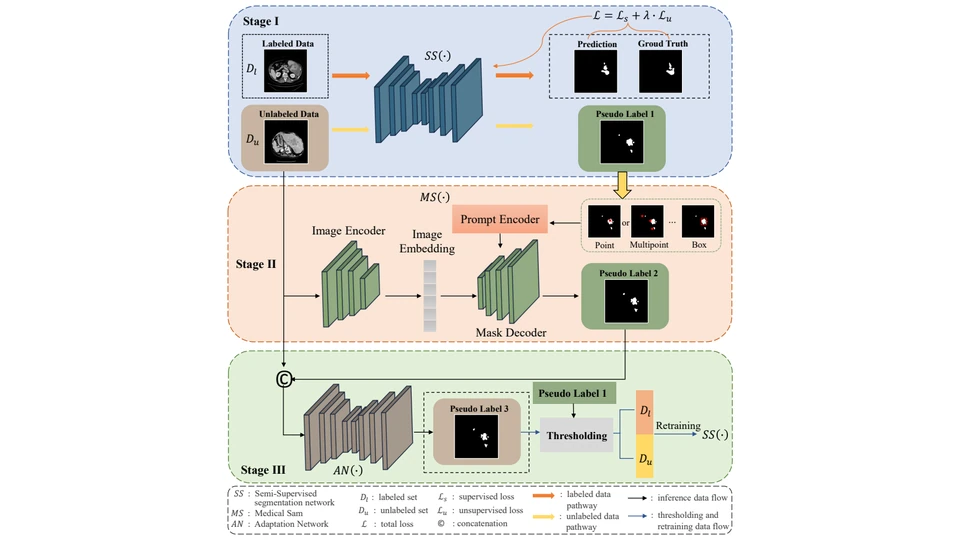 Stage I
ℒ = ℒs + λ · ℒu
Labeled Data
Dl
SS(·)
Prediction
Groud Truth
Unlabeled Data
Du
Pseudo Label 1
Stage II
MS(·)
Prompt Encoder
Point
or
Multipoint
...
Box
Image Encoder
Image
Embedding
Mask Decoder
Pseudo Label 2
Stage III
©
AN(·)
Pseudo Label 3
Pseudo Label 1
Thresholding
Dl
Du
Retraining
SS(·)
SS : Semi-Supervised
segmentation network
MS : Medical Sam
AN : Adaptation Network
Dl : labeled set
Du : unlabeled set
ℒ : total loss
ℒs : supervised loss
ℒu : unsupervised loss
© : concatenation
: labeled data
pathway
: unlabeled data
pathway
: inference data flow
: thresholding and
retraining data flow